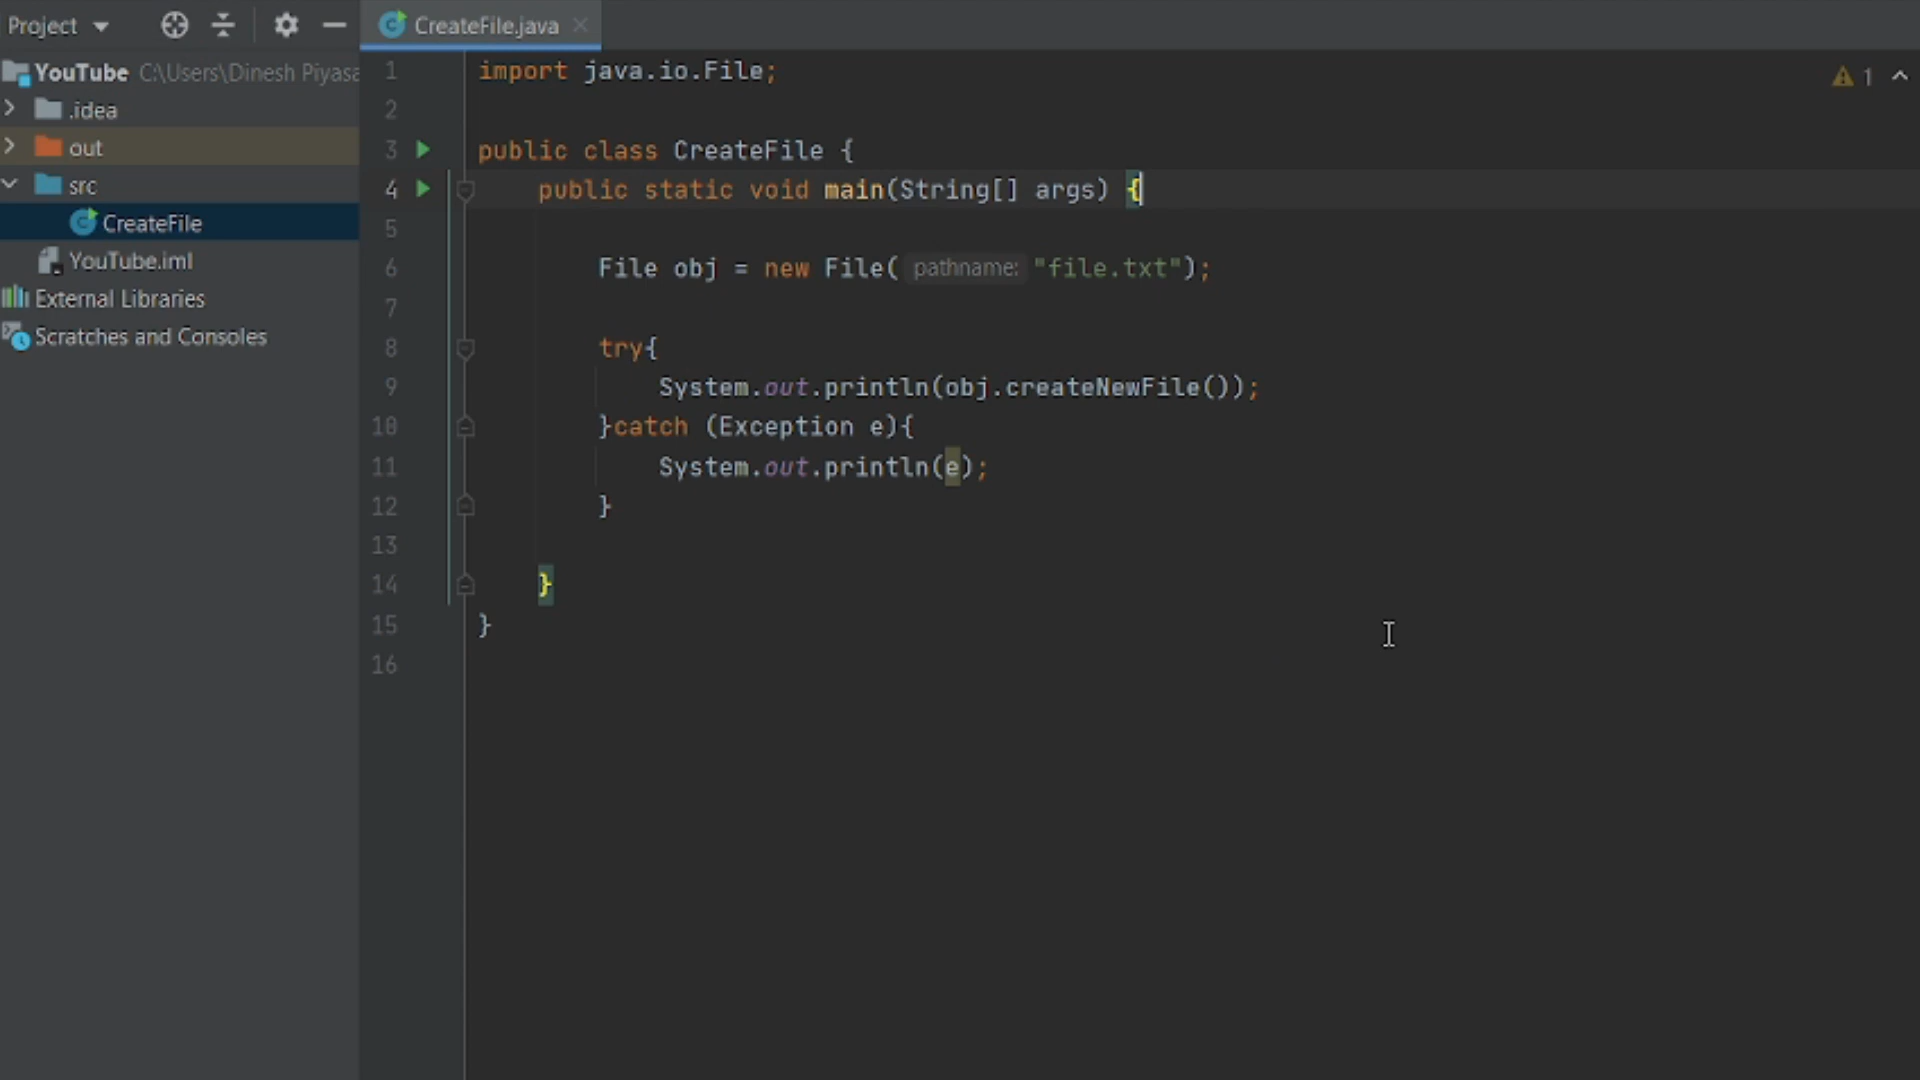 Project
CreateFile.java
YouTube C:\Users\Dinesh Piyasa
.idea
out
src
CreateFile
YouTube.iml
External Libraries
Scratches and Consoles
1 import java.io.File;
2
3 public class CreateFile {
4 public static void main(String[] args) {
5
6 File obj = new File( pathname: "file.txt");
7
8 try{
9 System.out.println(obj.createNewFile());
10 }catch (Exception e){
11 System.out.println(e);
12 }
13
14 }
15 }
16
1